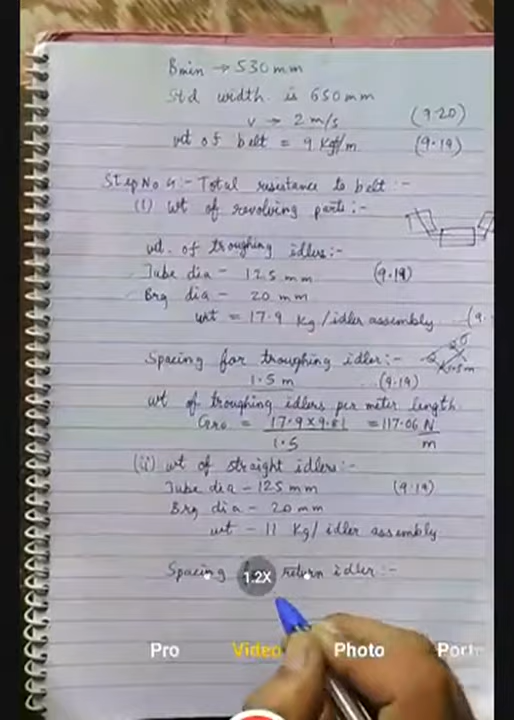 Bmin → 530 mm
Std width is 650 mm
v → 2 m/s (9.20)
wt of belt = 9 Kgf/m (9.19)
Step No 4:- Total resistance to belt :-
(i) wt of revolving parts:-
wt. of troughing idlers:-
Tube dia - 125 mm (9.19)
Brg dia - 20 mm
wt = 17.9 Kg/idler assembly (9.
Spacing for troughing idler:-
1.5 m (9.19)
1.5 m
wt of troughing idlers per meter length
GRO = 17.9 x 9.81 / 1.5 = 117.06 N/m
(ii) wt of straight idlers:-
Tube dia - 125 mm (9.19)
Brg dia - 20 mm
wt - 11 Kg/ idler assembly
Spacing return idler:-
1.2X
Pro Video Photo Port